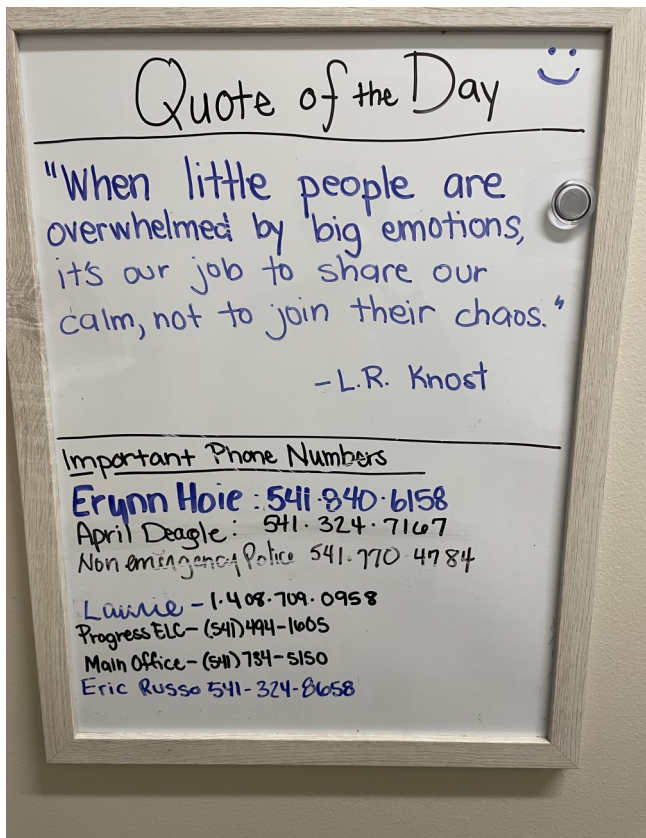 Quote of the Day
"When little people are
overwhelmed by big emotions,
it's our job to share our
calm, not to join their chaos."
-L.R. Knost
Important Phone Numbers
Erynn Hoie: 541·840·6158
April Deagle: 541·324·7167
Non emergency Police 541·770·4784
Laurie - 1·408·709·0958
Progress ELC - (541)494-1605
Main Office - (541)734-5150
Eric Russo 541-324-8658